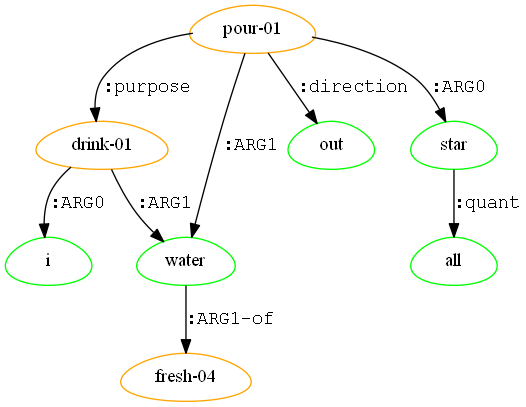 pour-01
:purpose
:ARG1
:direction
:ARG0
drink-01
out
star
:ARG0
:ARG1
:quant
i
water
all
:ARG1-of
fresh-04